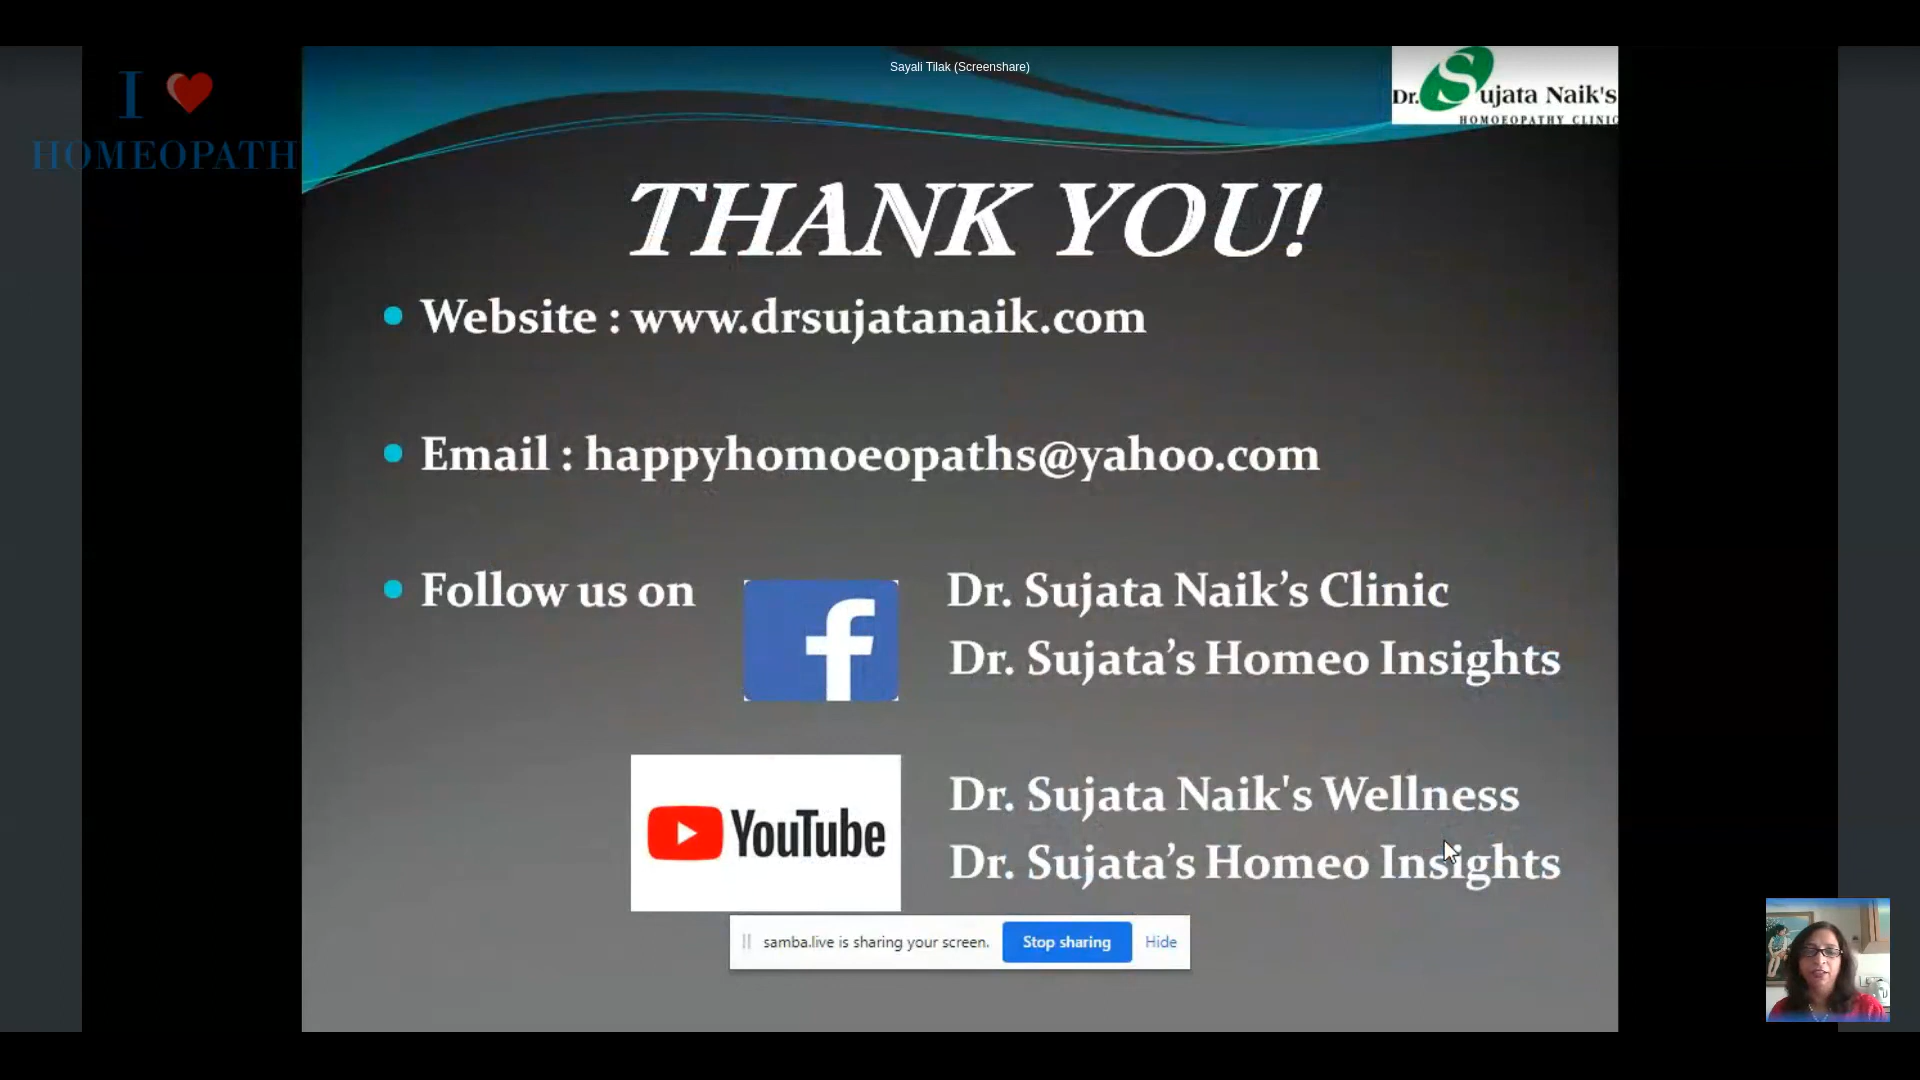 Sayali Tilak (Screenshare)
I
HOMEOPATH
Dr. Sujata Naik's
HOMOEOPATHY CLINIC
THANK YOU!
Website : www.drsujatanaik.com
Email : happyhomoeopaths@yahoo.com
Follow us on
f
Dr. Sujata Naik’s Clinic
Dr. Sujata’s Homeo Insights
YouTube
Dr. Sujata Naik's Wellness
Dr. Sujata’s Homeo Insights
samba.live is sharing your screen.
Stop sharing
Hide